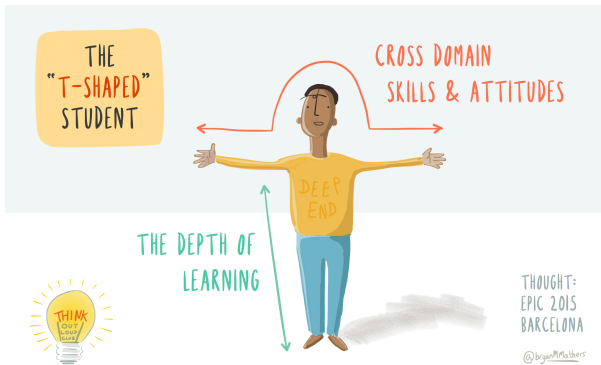 THE
"T-SHAPED"
STUDENT
CROSS DOMAIN
SKILLS & ATTITUDES
DEEP
END
THE DEPTH OF
LEARNING
THINK
OUT
LOUD
CLUB
THOUGHT:
EPIC 2015
BARCELONA
@bryanMMathers